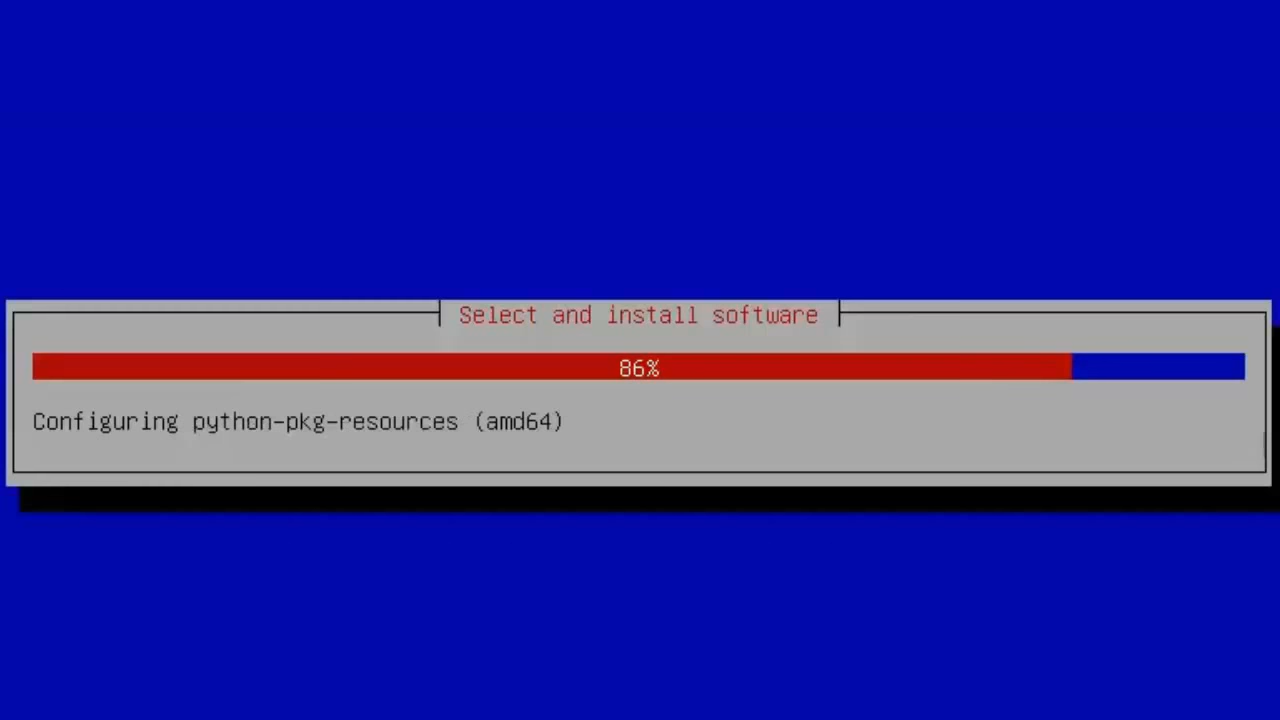 Select and install software
86%
Configuring python-pkg-resources (amd64)